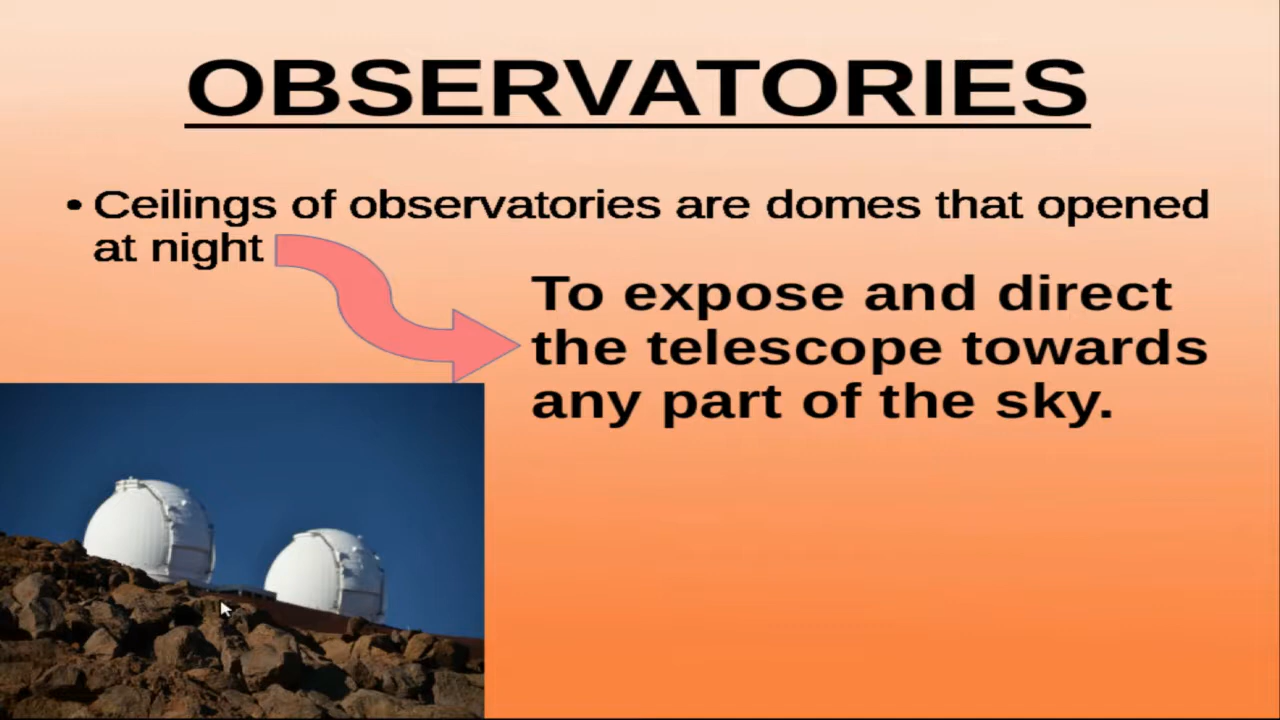 OBSERVATORIES
• Ceilings of observatories are domes that opened
at night
To expose and direct
the telescope towards
any part of the sky.